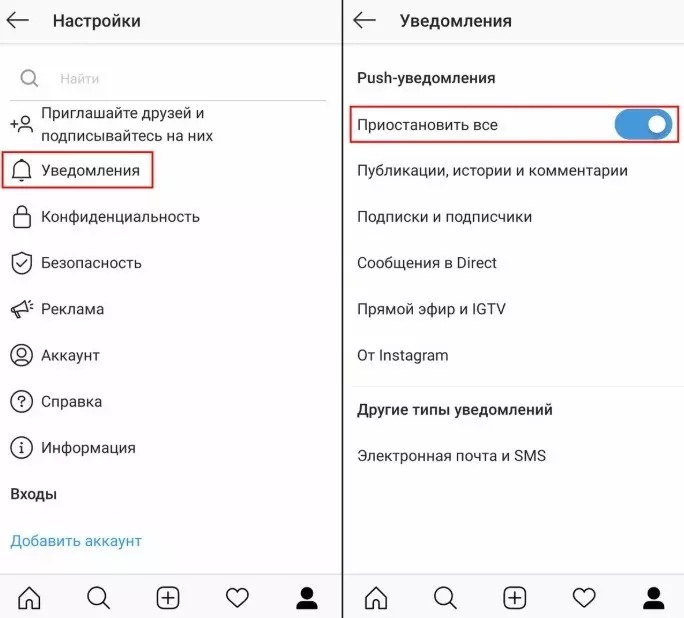 Настройки
Найти
Приглашайте друзей и
подписывайтесь на них
Уведомления
Конфиденциальность
Безопасность
Реклама
Аккаунт
Справка
Информация
Входы
Добавить аккаунт
Уведомления
Push-уведомления
Приостановить все
Публикации, истории и комментарии
Подписки и подписчики
Сообщения в Direct
Прямой эфир и IGTV
От Instagram
Другие типы уведомлений
Электронная почта и SMS